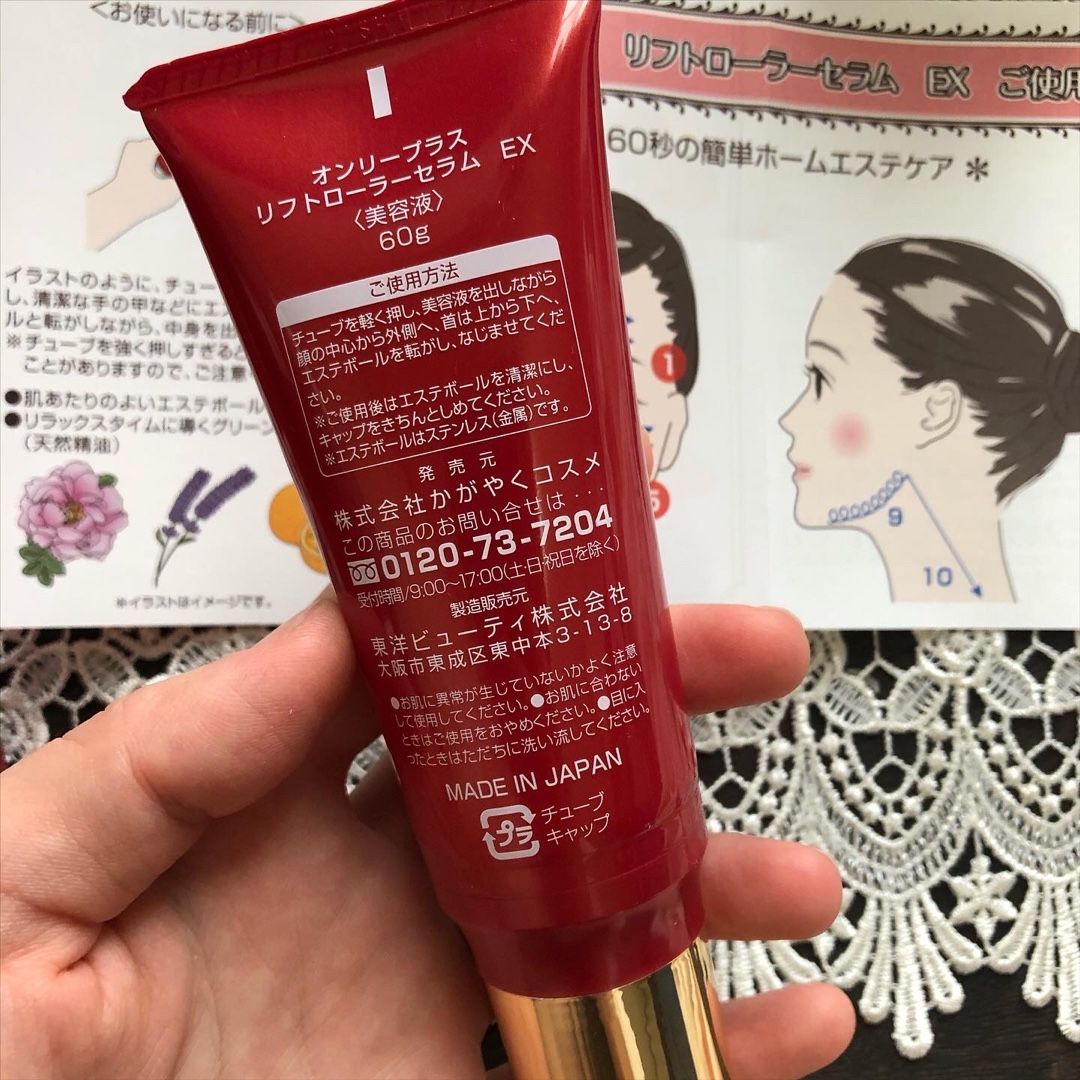 <お使いになる前に>
イラストのように、チュー
し、清潔な手の甲などにエス
ルと転がしながら、中身を出
※チューブを強く押しすぎると
ことがありますので、ご注意
●肌あたりのよいエステボール
●リラックスタイムに導くグリーン
(天然精油)
※イラストはイメージです。
リフトローラーセラム EX ご使用
60秒の簡単ホームエステケア *
1
9
10
オンリープラス
リフトローラーセラム EX
〈美容液〉
60g
ご使用方法
チューブを軽く押し、美容液を出しながら
顔の中心から外側へ、首は上から下へ、
エステボールを転がし、なじませてくだ
さい。
※ご使用後はエステボールを清潔にし、
キャップをきちんとしめてください。
※エステボールはステンレス(金属)です。
発売元
株式会社かがやくコスメ
この商品のお問い合せは・・・
0120-73-7204
受付時間/9:00～17:00(土・日・祝日を除く)
製造販売元
東洋ビューティ株式会社
大阪市東成区東中本3-13-8
●お肌に異常が生じていないかよく注意
して使用してください。●お肌に合わない
ときはご使用をおやめください。●目に入
ったときはただちに洗い流してください。
MADE IN JAPAN
プラ
チューブ
キャップ